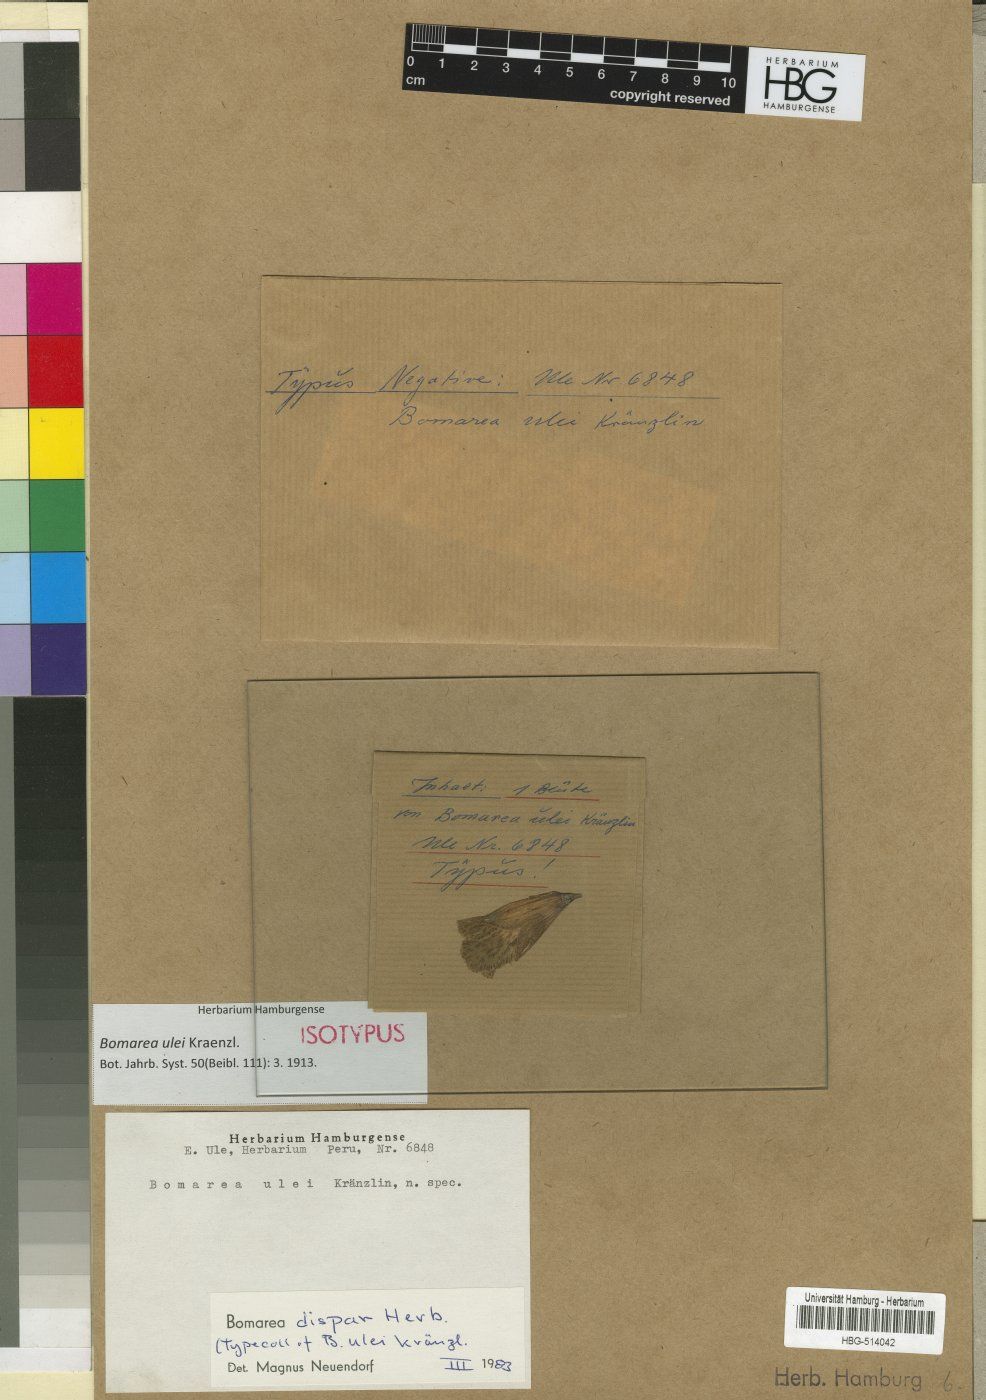 0 1 2 3 4 5 6 7 8 9 10
cm
copyright reserved
HERBARIUM
HBG
HAMBURGENSE
Typŭs Negative: Ule Nr 6848
Bomarea ulei Kränzlin
Inhalt: 1 Blüte
von Bomarea ŭlei Kränzlin
Ule Nr. 6848
Typŭs!
Herbarium Hamburgense
ISOTYPUS
Bomarea ulei Kraenzl.
Bot. Jahrb. Syst. 50(Beibl. 111): 3. 1913.
Herbarium Hamburgense
E. Ule, Herbarium Peru, Nr. 6848
Bomarea ulei Kränzlin, n. spec.
Bomarea dispar Herb.
(Typecoll of B. ulei Kränzl.
Det. Magnus Neuendorf III 1983
Universität Hamburg - Herbarium
HBG-514042
Herb. Hamburg 6